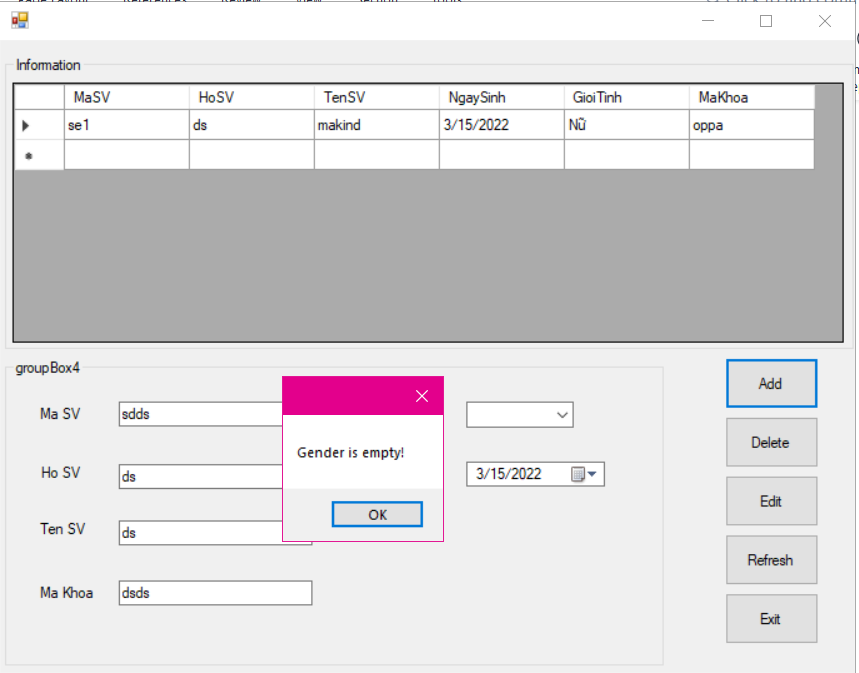 Information
MaSV HoSV TenSV NgaySinh GioiTinh MaKhoa
se1 ds makind 3/15/2022 Nữ oppa
groupBox4
Ma SV sdds
Ho SV ds 3/15/2022
Ten SV ds
Ma Khoa dsds
Gender is empty!
OK
Add
Delete
Edit
Refresh
Exit